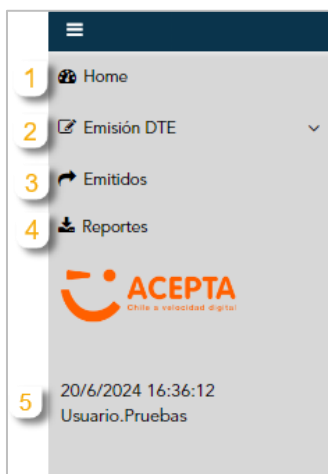 1 Home
2 Emisión DTE
3 Emitidos
4 Reportes
ACEPTA
Chile a velocidad digital
5 20/6/2024 16:36:12
Usuario.Pruebas